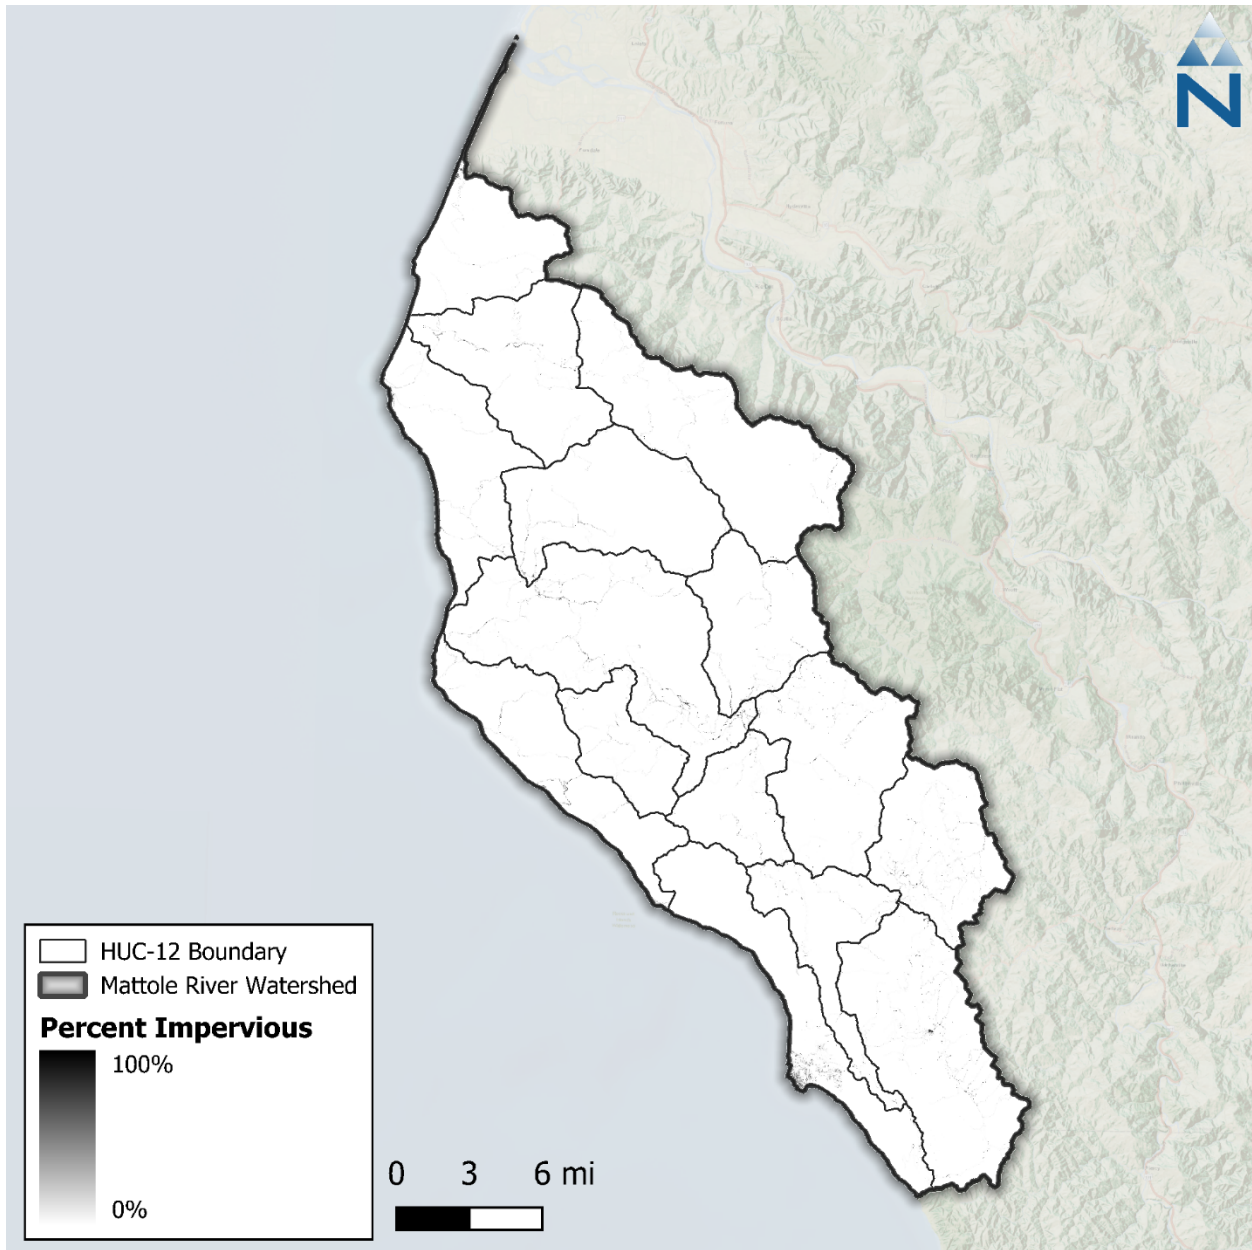 N
HUC-12 Boundary
Mattole River Watershed
Percent Impervious
100%
0%
0 3 6 mi